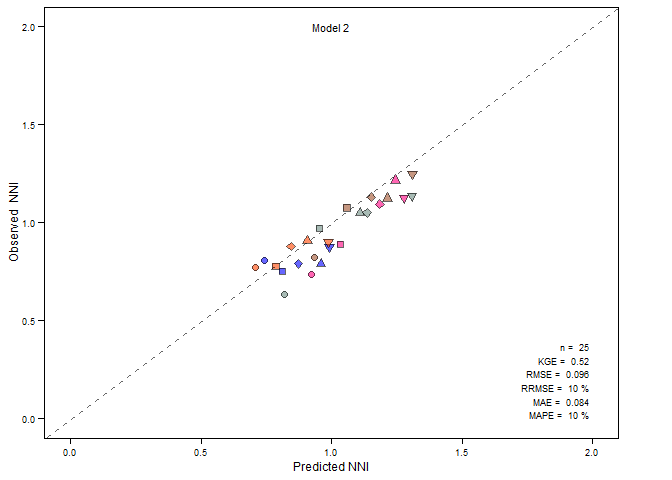 Model 2
2.0
1.5
1.0
0.5
0.0
Observed NNI
n = 25
KGE = 0.52
RMSE = 0.096
RRMSE = 10 %
MAE = 0.084
MAPE = 10 %
0.0 0.5 1.0 1.5 2.0
Predicted NNI